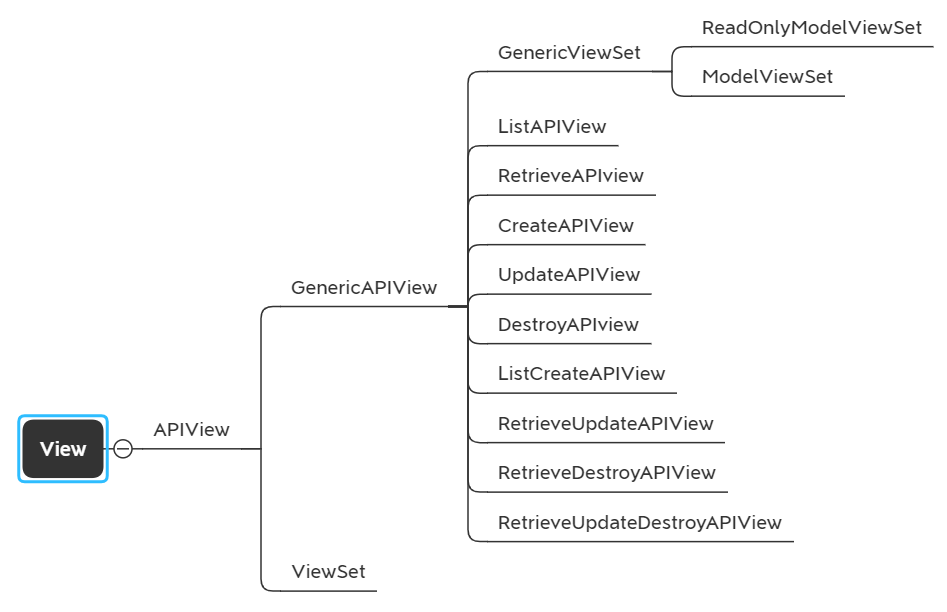 View
APIView
GenericAPIView
GenericViewSet
ReadOnlyModelViewSet
ModelViewSet
ListAPIView
RetrieveAPIview
CreateAPIView
UpdateAPIView
DestroyAPIview
ListCreateAPIView
RetrieveUpdateAPIView
RetrieveDestroyAPIView
RetrieveUpdateDestroyAPIView
ViewSet